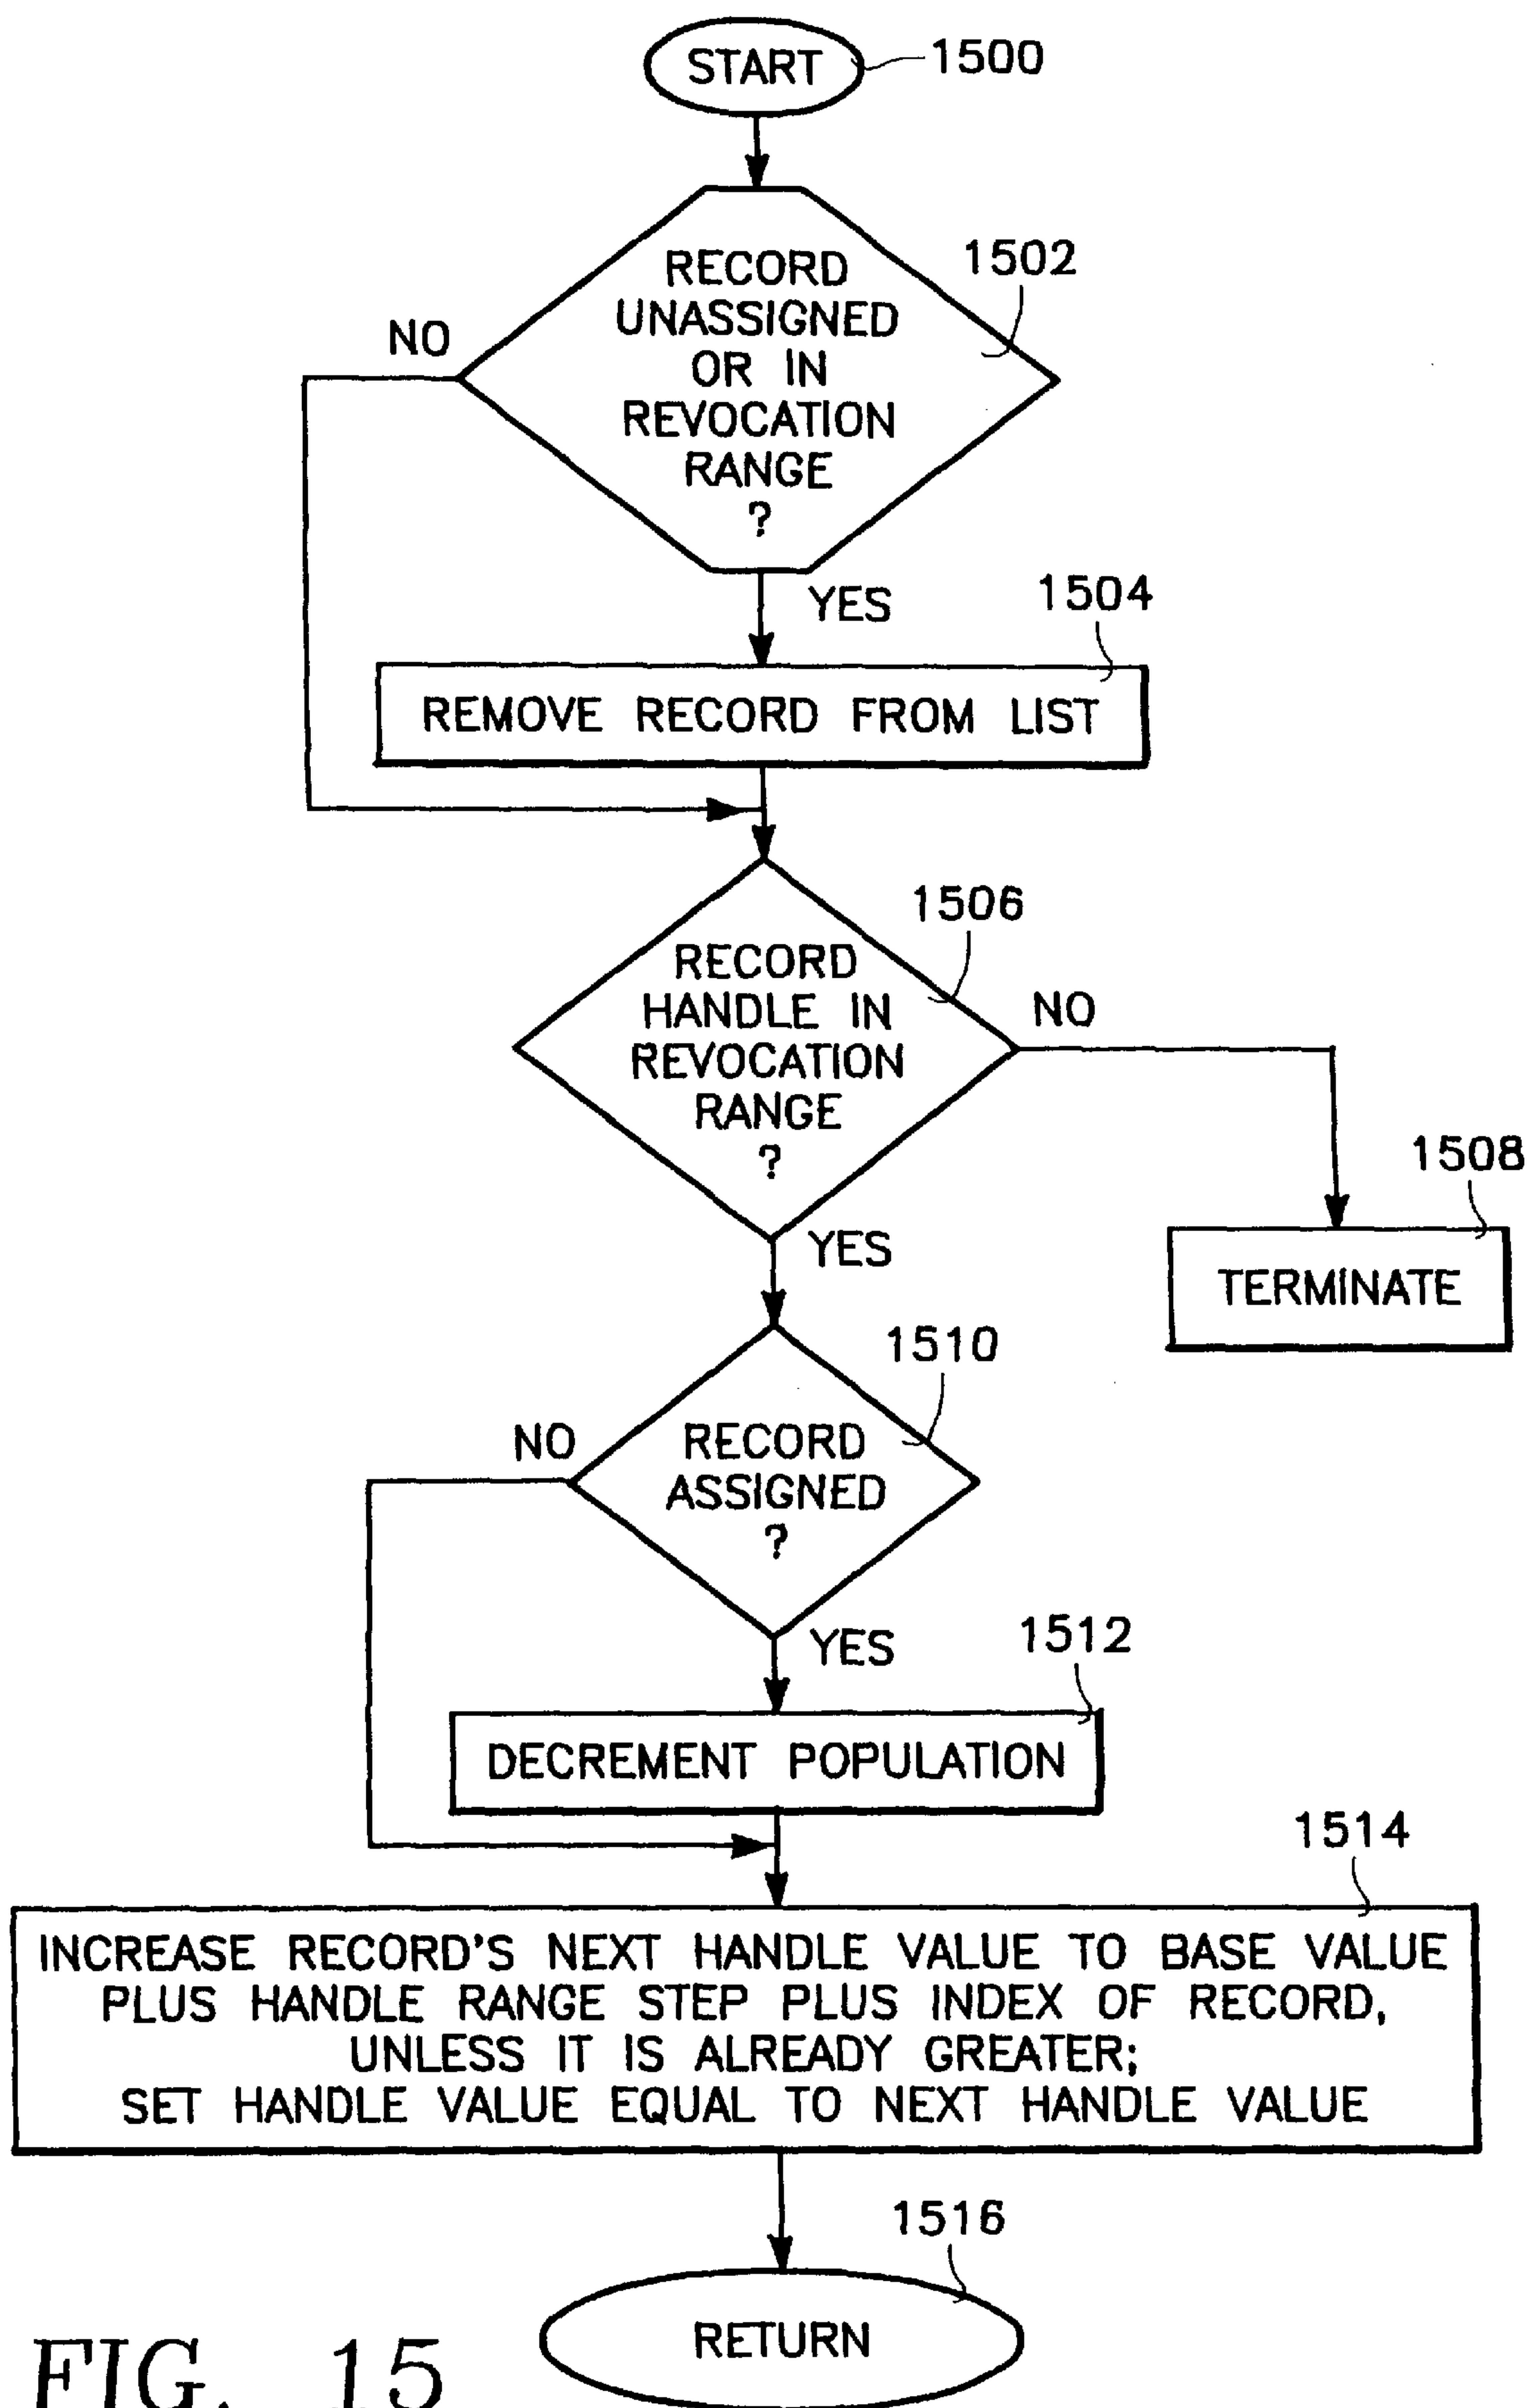 START
1500
RECORD
UNASSIGNED
OR IN
REVOCATION
RANGE
?
1502
NO
YES
1504
REMOVE RECORD FROM LIST
1506
RECORD
HANDLE IN
REVOCATION
RANGE
?
NO
YES
1508
TERMINATE
1510
NO
RECORD
ASSIGNED
?
YES
1512
DECREMENT POPULATION
1514
INCREASE RECORD'S NEXT HANDLE VALUE TO BASE VALUE
PLUS HANDLE RANGE STEP PLUS INDEX OF RECORD,
UNLESS IT IS ALREADY GREATER;
SET HANDLE VALUE EQUAL TO NEXT HANDLE VALUE
1516
RETURN
FIG. 15